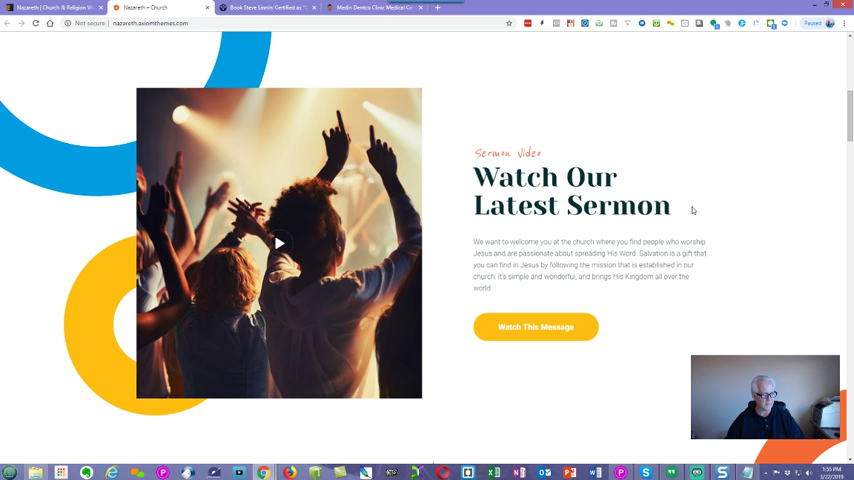 Nazareth | Church & Religion W
Nazareth – Church
Book Steve Linnin: Certified as "
Medin Dentco Clinic Medical C
Not secure
nazareth.axiomthemes.com
Paused
Sermon Video
Watch Our
Latest Sermon
We want to welcome you at the church where you find people who worship
Jesus and are passionate about spreading His Word. Salvation is a gift that
you can find in Jesus by following the mission that is established in our
church: it's simple and wonderful, and brings His Kingdom all over the
world
Watch This Message
1:55 PM
5/22/2019